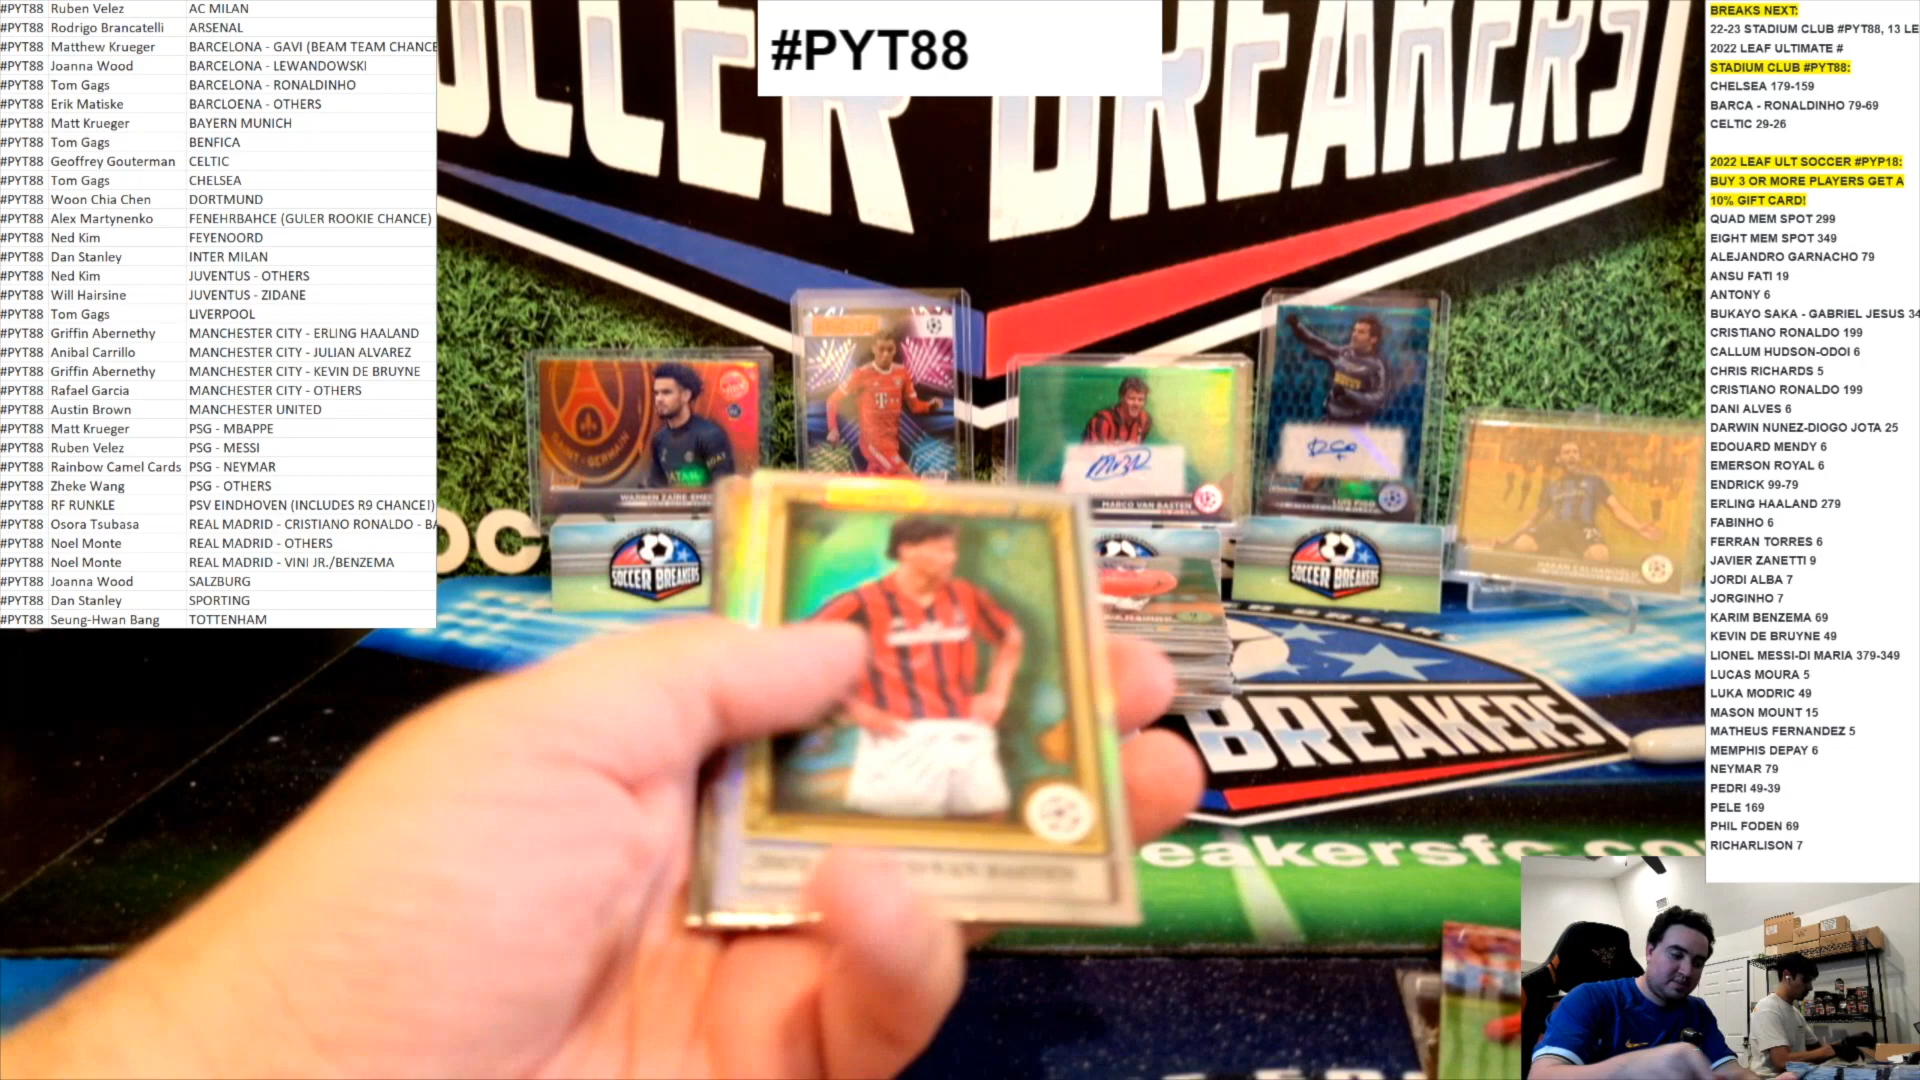 #PYT88 Ruben Velez AC MILAN
#PYT88 Rodrigo Brancatelli ARSENAL
#PYT88 Matthew Krueger BARCELONA - GAVI (BEAM TEAM CHANCE
#PYT88 Joanna Wood BARCELONA - LEWANDOWSKI
#PYT88 Tom Gags BARCELONA - RONALDINHO
#PYT88 Erik Matiske BARCLOENA - OTHERS
#PYT88 Matt Krueger BAYERN MUNICH
#PYT88 Tom Gags BENFICA
#PYT88 Geoffrey Gouterman CELTIC
#PYT88 Tom Gags CHELSEA
#PYT88 Woon Chia Chen DORTMUND
#PYT88 Alex Martynenko FENEHRBAHCE (GULER ROOKIE CHANCE)
#PYT88 Ned Kim FEYENOORD
#PYT88 Dan Stanley INTER MILAN
#PYT88 Ned Kim JUVENTUS - OTHERS
#PYT88 Will Hairsine JUVENTUS - ZIDANE
#PYT88 Tom Gags LIVERPOOL
#PYT88 Griffin Abernethy MANCHESTER CITY - ERLING HAALAND
#PYT88 Anibal Carrillo MANCHESTER CITY - JULIAN ALVAREZ
#PYT88 Griffin Abernethy MANCHESTER CITY - KEVIN DE BRUYNE
#PYT88 Rafael Garcia MANCHESTER CITY - OTHERS
#PYT88 Austin Brown MANCHESTER UNITED
#PYT88 Matt Krueger PSG - MBAPPE
#PYT88 Ruben Velez PSG - MESSI
#PYT88 Rainbow Camel Cards PSG - NEYMAR
#PYT88 Zheke Wang PSG - OTHERS
#PYT88 RF RUNKLE PSV EINDHOVEN (INCLUDES R9 CHANCE!)
#PYT88 Osora Tsubasa REAL MADRID - CRISTIANO RONALDO - BA
#PYT88 Noel Monte REAL MADRID - OTHERS
#PYT88 Noel Monte REAL MADRID - VINI JR./BENZEMA
#PYT88 Joanna Wood SALZBURG
#PYT88 Dan Stanley SPORTING
#PYT88 Seung-Hwan Bang TOTTENHAM
#PYT88
SOCCER BREAKERS
PARIS
SAINT-GERMAIN
MARCO VAN BASTEN
LUIS FIGO
HAKAN CALHANOGLU
SOCCER BREAKERS
SOCCER BREAKERS
BREAKERS
eakersfc.co
BREAKS NEXT:
22-23 STADIUM CLUB #PYT88, 13 LE
2022 LEAF ULTIMATE #
STADIUM CLUB #PYT88:
CHELSEA 179-159
BARCA - RONALDINHO 79-69
CELTIC 29-26
2022 LEAF ULT SOCCER #PYP18:
BUY 3 OR MORE PLAYERS GET A
10% GIFT CARD!
QUAD MEM SPOT 299
EIGHT MEM SPOT 349
ALEJANDRO GARNACHO 79
ANSU FATI 19
ANTONY 6
BUKAYO SAKA - GABRIEL JESUS 34
CRISTIANO RONALDO 199
CALLUM HUDSON-ODOI 6
CHRIS RICHARDS 5
CRISTIANO RONALDO 199
DANI ALVES 6
DARWIN NUNEZ-DIOGO JOTA 25
EDOUARD MENDY 6
EMERSON ROYAL 6
ENDRICK 99-79
ERLING HAALAND 279
FABINHO 6
FERRAN TORRES 6
JAVIER ZANETTI 9
JORDI ALBA 7
JORGINHO 7
KARIM BENZEMA 69
KEVIN DE BRUYNE 49
LIONEL MESSI-DI MARIA 379-349
LUCAS MOURA 5
LUKA MODRIC 49
MASON MOUNT 15
MATHEUS FERNANDEZ 5
MEMPHIS DEPAY 6
NEYMAR 79
PEDRI 49-39
PELE 169
PHIL FODEN 69
RICHARLISON 7